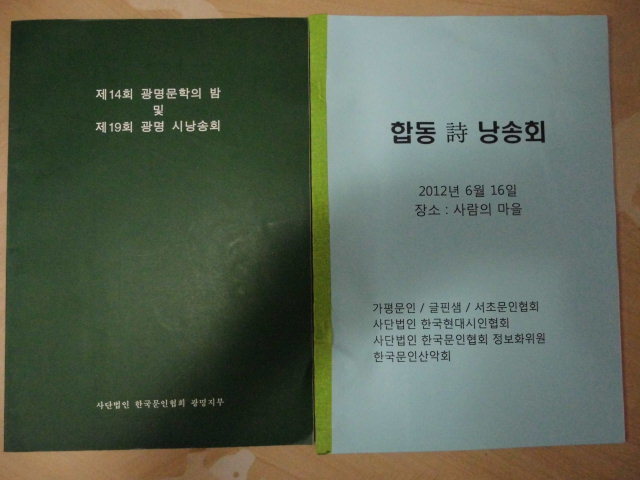 제14회 광명문학의 밤
및
제19회 광명 시낭송회
사단법인 한국문인협회 광명지부
합동 詩 낭송회
2012년 6월 16일
장소 : 사람의 마을
가평문인 / 글핀샘 / 서초문인협회
사단법인 한국현대시인협회
사단법인 한국문인협회 정보화위원
한국문인산악회